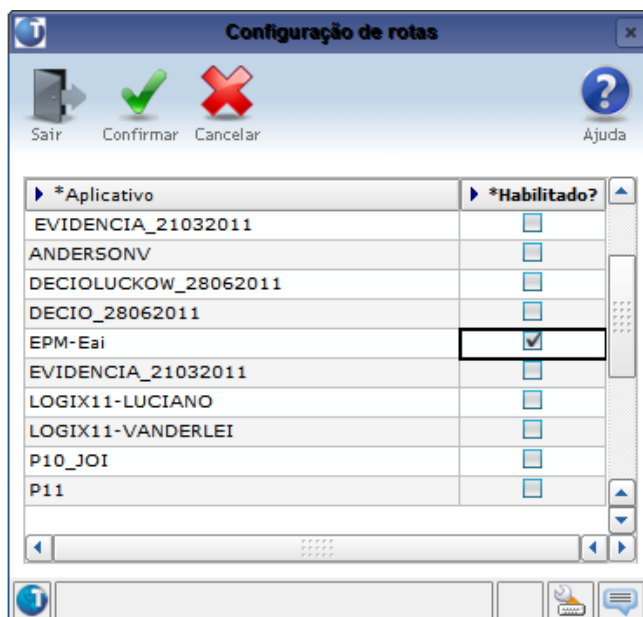 Configuração de rotas
Sair Confirmar Cancelar Ajuda
*Aplicativo *Habilitado?
EVIDENCIA_21032011
ANDERSONV
DECIOLUCKOW_28062011
DECIO_28062011
EPM-Eai
EVIDENCIA_21032011
LOGIX11-LUCIANO
LOGIX11-VANDERLEI
P10_JOI
P11